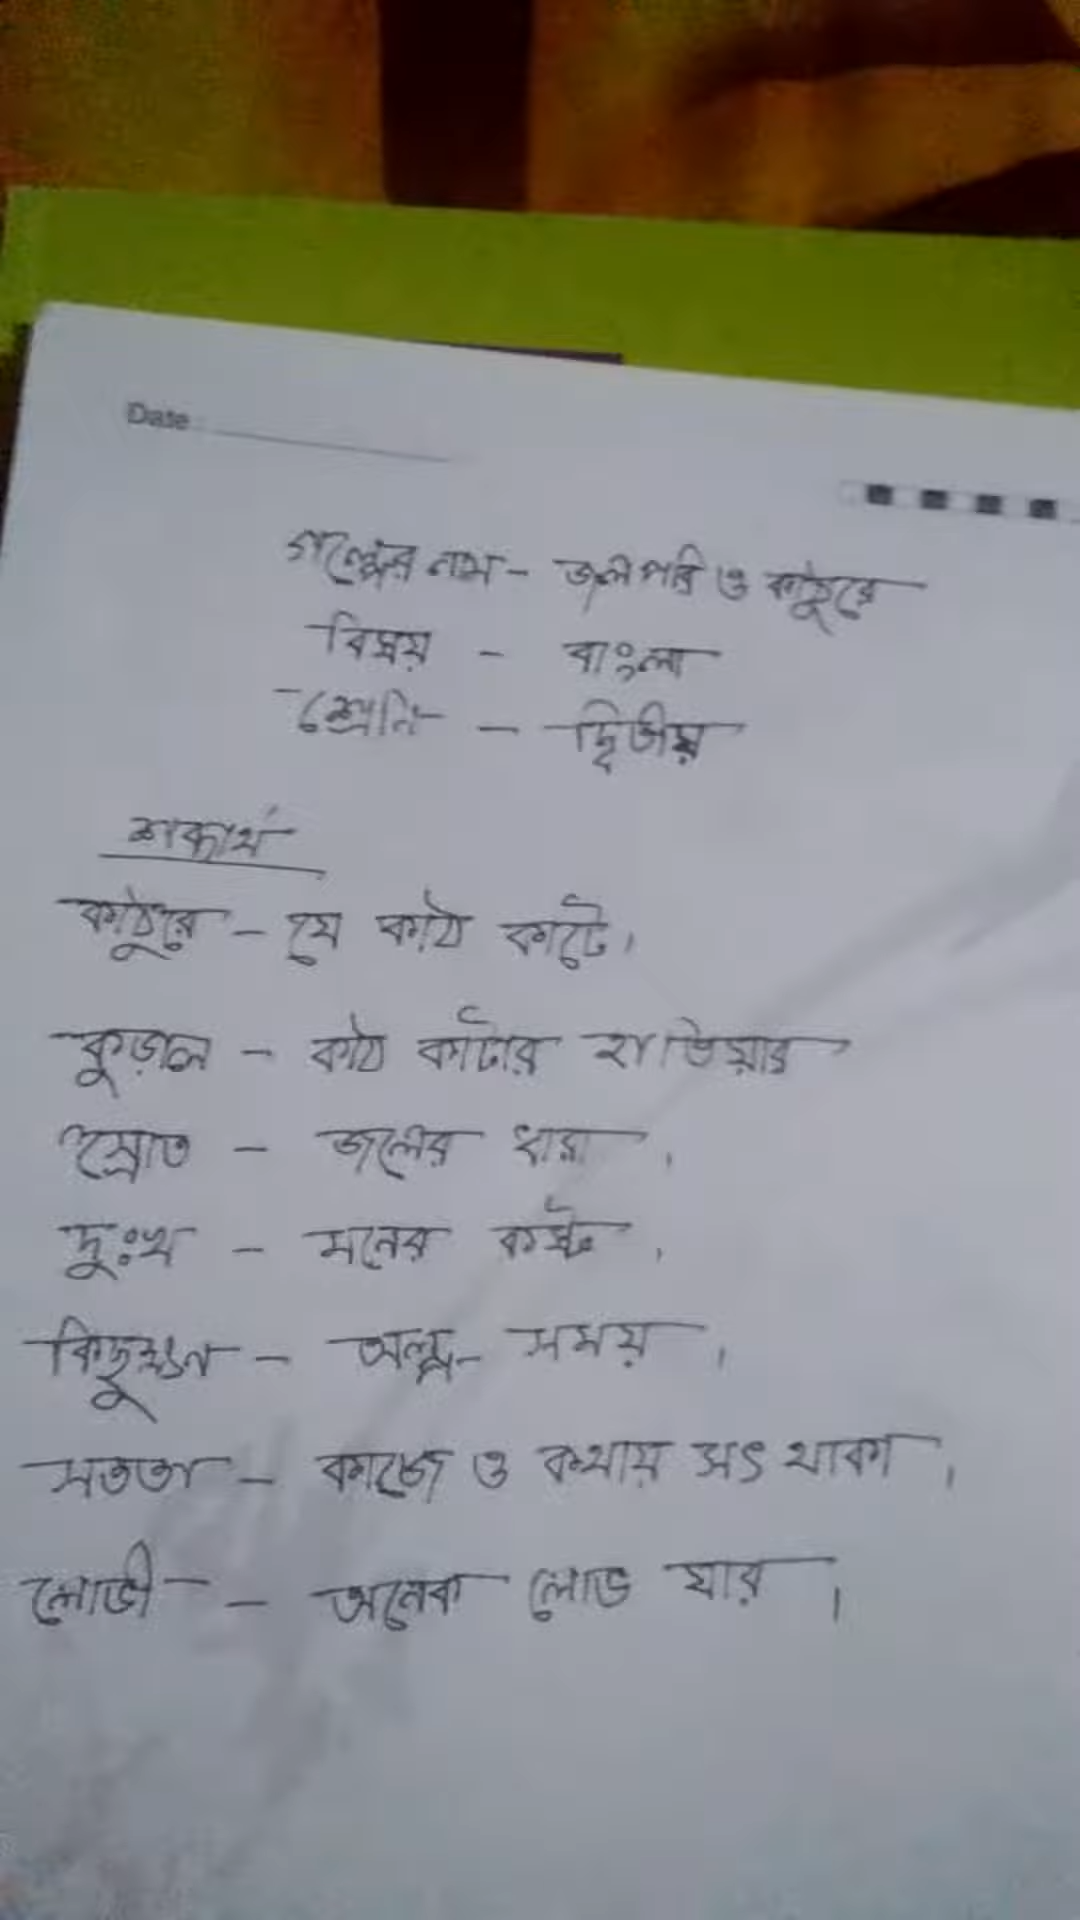 Date
গল্পের নাম - জলপরি ও কাঠুরে
বিষয় - বাংলা
শ্রেনি - দ্বিতীয়
শব্দার্থ
কাঠুরে - যে কাঠ কাটে।
কুড়াল - কাঠ কাটার হাতিয়ার
স্রোত - জলের ধারা।
দুঃখ - মনের কষ্ট।
কিছুক্ষণ - অল্প সময়।
সততা - কাজে ও কথায় সৎ থাকা।
লোভী - অনেক লোভ যার।